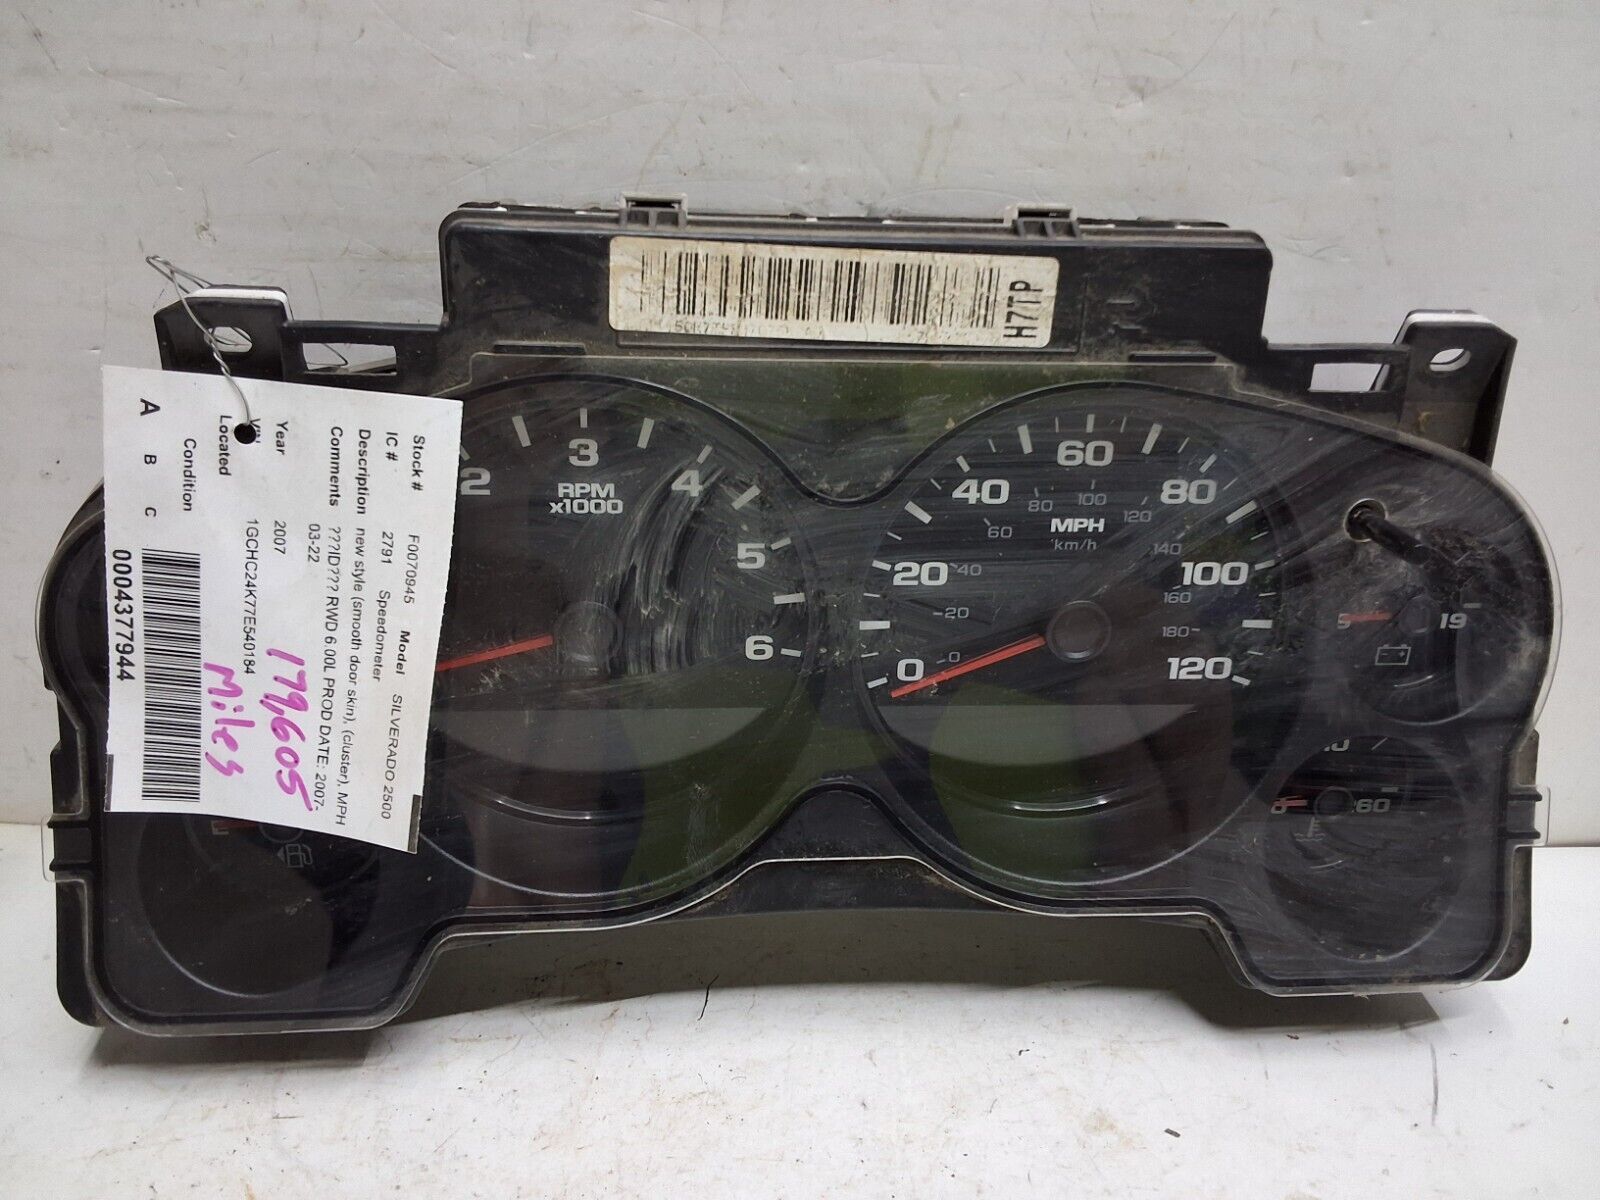 H7TP
Stock # F0070945 Model SILVERADO 2500
IC # 2791 Speedometer
Description new style (smooth door skin), (cluster), MPH
Comments ???ID??? RWD 6.00L PROD DATE: 2007-
03-22
Year 2007
VIN 1GCHC24K77E540184
Located
Condition
A B C
0004377944
179,605
Miles
2
3
4
5
6
RPM
x1000
0
20
40
60
80
100
120
MPH
km/h
0
20
40
60
80
100
120
140
160
180
19
60